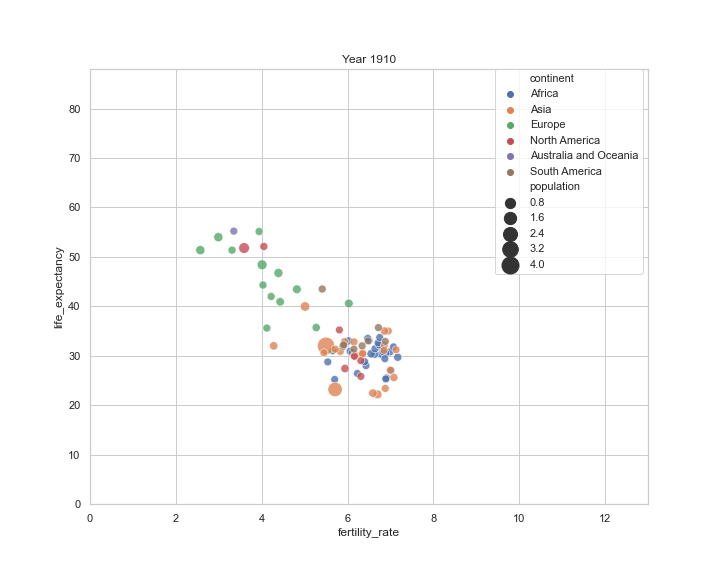 Year 1910
continent
Africa
Asia
Europe
North America
Australia and Oceania
South America
population
0.8
1.6
2.4
3.2
4.0
life_expectancy
80
70
60
50
40
30
20
10
0
0 2 4 6 8 10 12
fertility_rate